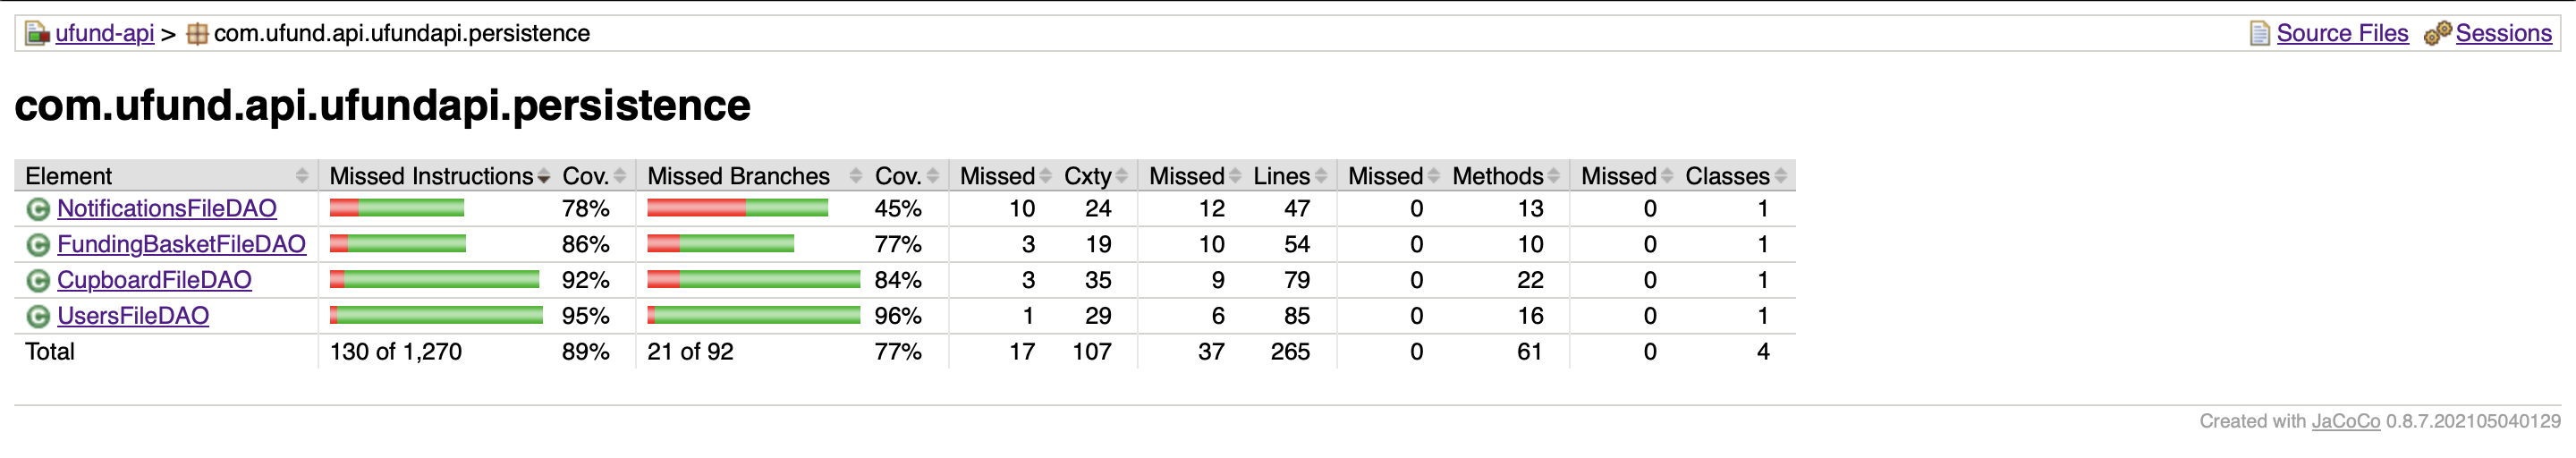 ufund-api > com.ufund.api.ufundapi.persistence Source Files Sessions
com.ufund.api.ufundapi.persistence
Element Missed Instructions Cov. Missed Branches Cov. Missed Cxty Missed Lines Missed Methods Missed Classes
NotificationsFileDAO 78% 45% 10 24 12 47 0 13 0 1
FundingBasketFileDAO 86% 77% 3 19 10 54 0 10 0 1
CupboardFileDAO 92% 84% 3 35 9 79 0 22 0 1
UsersFileDAO 95% 96% 1 29 6 85 0 16 0 1
Total 130 of 1,270 89% 21 of 92 77% 17 107 37 265 0 61 0 4
Created with JaCoCo 0.8.7.202105040129